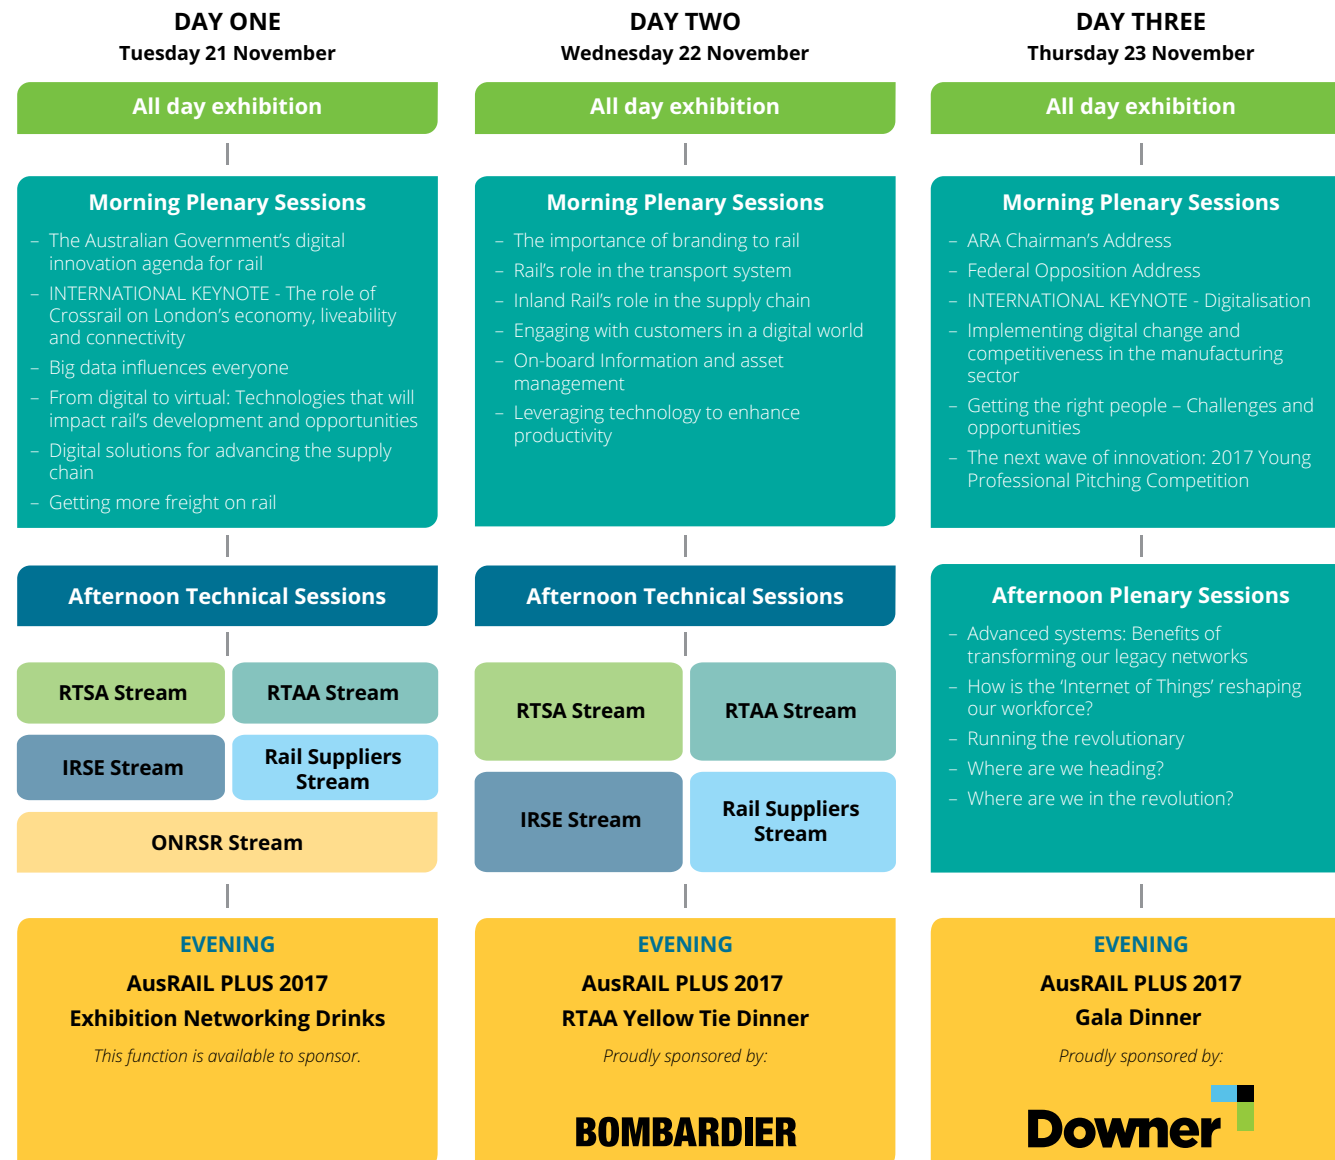 DAY ONE
Tuesday 21 November
All day exhibition
Morning Plenary Sessions
– The Australian Government’s digital
innovation agenda for rail
– INTERNATIONAL KEYNOTE - The role of
Crossrail on London’s economy, liveability
and connectivity
– Big data influences everyone
– From digital to virtual: Technologies that will
impact rail’s development and opportunities
– Digital solutions for advancing the supply
chain
– Getting more freight on rail
Afternoon Technical Sessions
RTSA Stream
RTAA Stream
IRSE Stream
Rail Suppliers
Stream
ONRSR Stream
EVENING
AusRAIL PLUS 2017
Exhibition Networking Drinks
This function is available to sponsor.
DAY TWO
Wednesday 22 November
All day exhibition
Morning Plenary Sessions
– The importance of branding to rail
– Rail’s role in the transport system
– Inland Rail’s role in the supply chain
– Engaging with customers in a digital world
– On-board Information and asset
management
– Leveraging technology to enhance
productivity
Afternoon Technical Sessions
RTSA Stream
RTAA Stream
IRSE Stream
Rail Suppliers
Stream
EVENING
AusRAIL PLUS 2017
RTAA Yellow Tie Dinner
Proudly sponsored by:
BOMBARDIER
DAY THREE
Thursday 23 November
All day exhibition
Morning Plenary Sessions
– ARA Chairman’s Address
– Federal Opposition Address
– INTERNATIONAL KEYNOTE - Digitalisation
– Implementing digital change and
competitiveness in the manufacturing
sector
– Getting the right people – Challenges and
opportunities
– The next wave of innovation: 2017 Young
Professional Pitching Competition
Afternoon Plenary Sessions
– Advanced systems: Benefits of
transforming our legacy networks
– How is the ‘Internet of Things’ reshaping
our workforce?
– Running the revolutionary
– Where are we heading?
– Where are we in the revolution?
EVENING
AusRAIL PLUS 2017
Gala Dinner
Proudly sponsored by:
Downer